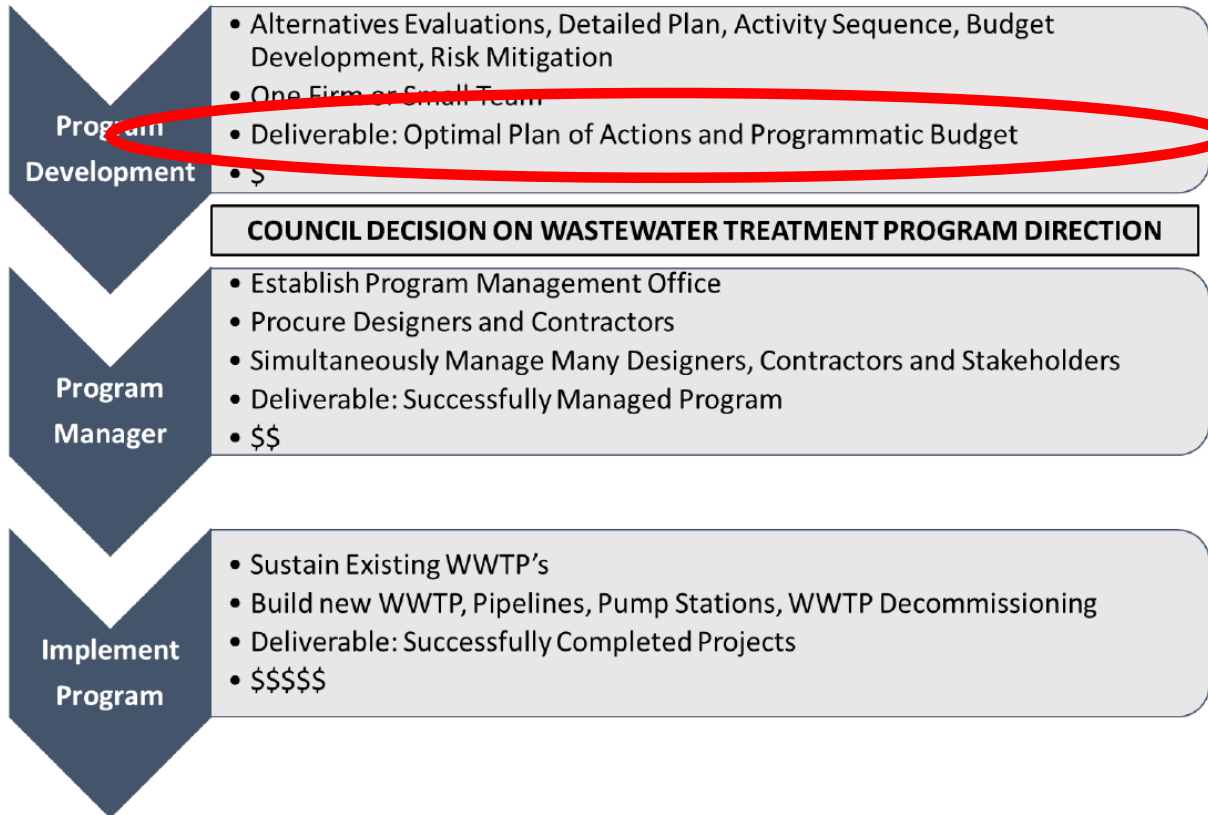 Program
Development
• Alternatives Evaluations, Detailed Plan, Activity Sequence, Budget
Development, Risk Mitigation
• One Firm or Small Team
• Deliverable: Optimal Plan of Actions and Programmatic Budget
• $
COUNCIL DECISION ON WASTEWATER TREATMENT PROGRAM DIRECTION
Program
Manager
• Establish Program Management Office
• Procure Designers and Contractors
• Simultaneously Manage Many Designers, Contractors and Stakeholders
• Deliverable: Successfully Managed Program
• $$
Implement
Program
• Sustain Existing WWTP's
• Build new WWTP, Pipelines, Pump Stations, WWTP Decommissioning
• Deliverable: Successfully Completed Projects
• $$$$$